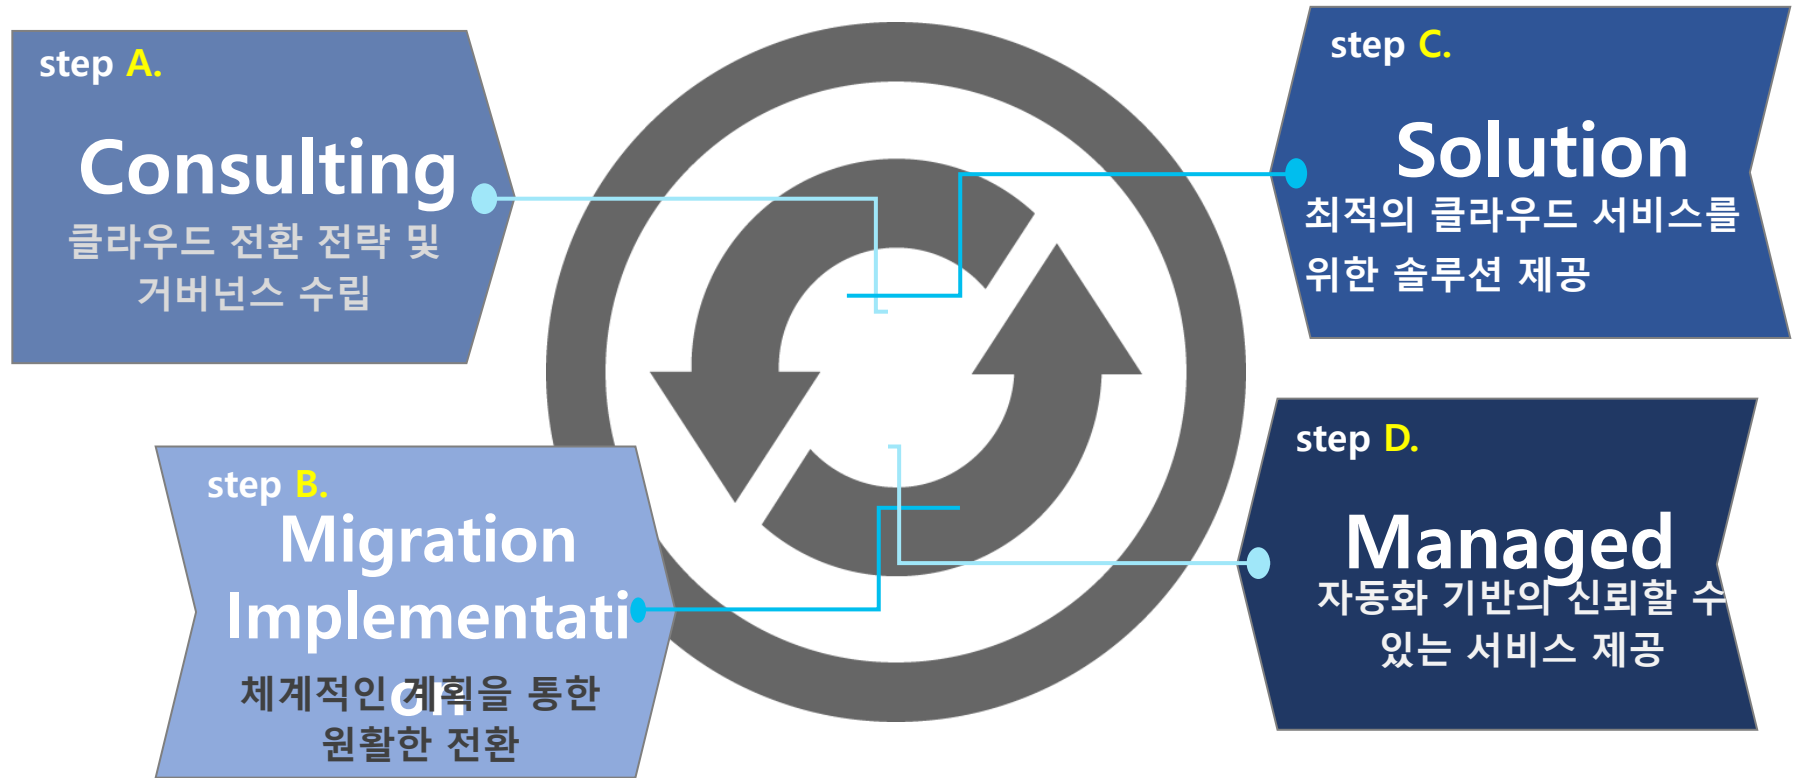 step A.
Consulting
클라우드 전환 전략 및
거버넌스 수립
step B.
Migration
Implementati
on
체계적인 계획을 통한
원활한 전환
step C.
Solution
최적의 클라우드 서비스를
위한 솔루션 제공
step D.
Managed
자동화 기반의 신뢰할 수
있는 서비스 제공